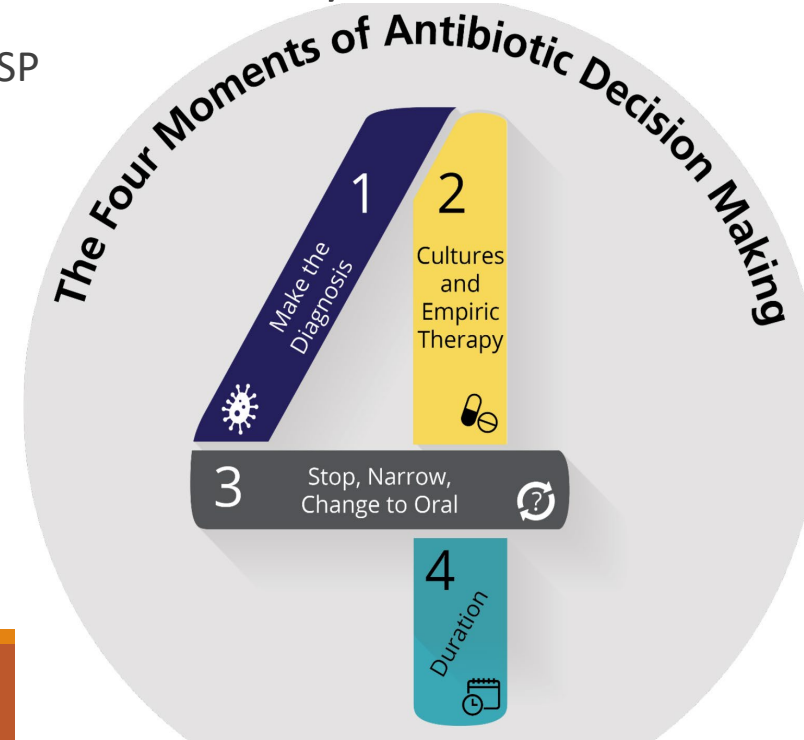 SP
The Four Moments of Antibiotic Decision Making
1
Make the
Diagnosis
2
Cultures
and
Empiric
Therapy
3
Stop, Narrow,
Change to Oral
?
4
Duration